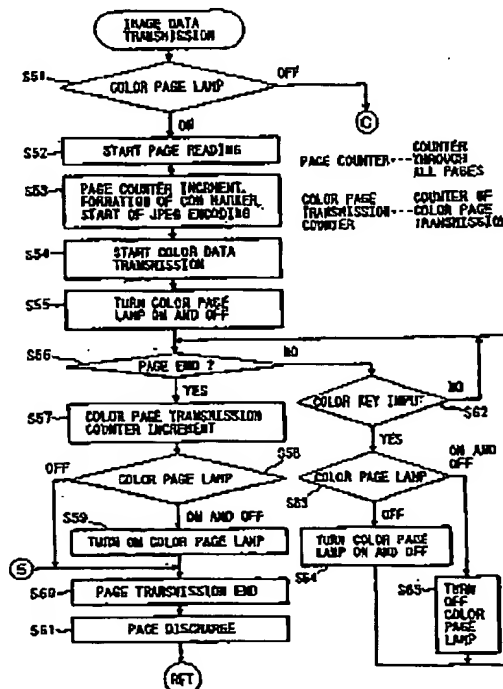 IMAGE DATA
TRANSMISSION
S51
COLOR PAGE LAMP
OFF
C
ON
S52
START PAGE READING
S53
PAGE COUNTER INCREMENT,
FORMATION OF COM MARKER,
START OF JPEG ENCODING
PAGE COUNTER --- COUNTER
THROUGH
ALL PAGES
COLOR PAGE
TRANSMISSION --- COUNTER OF
COUNTER
COLOR PAGE
TRANSMISSION
S54
START COLOR DATA
TRANSMISSION
S55
TURN COLOR PAGE
LAMP ON AND OFF
S56
PAGE END ?
NO
YES
S57
COLOR PAGE TRANSMISSION
COUNTER INCREMENT
COLOR KEY INPUT
NO
S62
YES
S58
OFF
COLOR PAGE LAMP
ON AND OFF
S63
COLOR PAGE LAMP
ON AND
OFF
OFF
S59
TURN ON COLOR PAGE LAMP
S64
TURN COLOR PAGE
LAMP ON AND OFF
S
S60
PAGE TRANSMISSION END
S65
TURN
OFF
COLOR
PAGE
LAMP
S61
PAGE DISCHARGE
RET